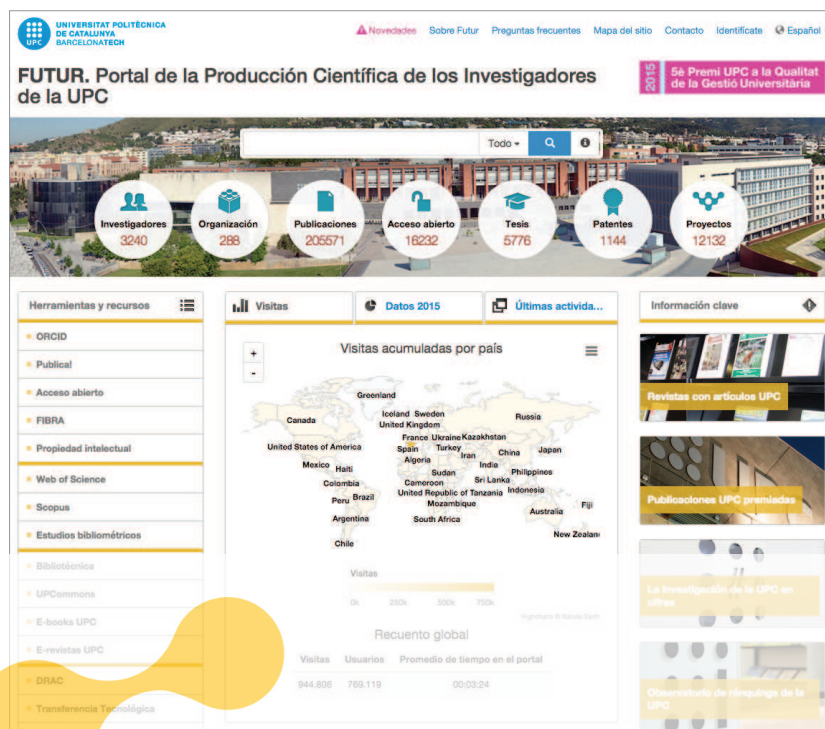 UNIVERSITAT POLITÈCNICA
DE CATALUNYA
BARCELONATECH
UPC
Novedades Sobre Futur Preguntas frecuentes Mapa del sitio Contacto Identifícate Español
FUTUR. Portal de la Producción Científica de los Investigadores
de la UPC
2015
5è Premi UPC a la Qualitat
de la Gestió Universitària
Todo
Investigadores
3240
Organización
288
Publicaciones
205571
Acceso abierto
16232
Tesis
5776
Patentes
1144
Proyectos
12132
Herramientas y recursos
ORCID
Publica!
Acceso abierto
FIBRA
Propiedad intelectual
Web of Science
Scopus
Estudios bibliométricos
Bibliotécnica
UPCommons
E-books UPC
E-revistas UPC
DRAC
Transferencia Tecnológica
Visitas
Datos 2015
Últimas activida...
+
-
Visitas acumuladas por país
Greenland
Iceland Sweden
Canada
United Kingdom
Russia
France Ukraine Kazakhstan
United States of America
Spain Turkey
China Japan
Algeria
Iran
Mexico
Haiti
India
Philippines
Sudan
Colombia
Cameroon
Sri Lanka
Peru Brazil
United Republic of Tanzania Indonesia
Mozambique
Fiji
Argentina
South Africa
Australia
New Zealan
Chile
Visitas
0k 250k 500k 750k
Highmaps © Natural Earth
Recuento global
Visitas Usuarios Promedio de tiempo en el portal
944.806 769.119 00:03:24
Información clave
Revistas con artículos UPC
Publicaciones UPC premiadas
La investigación de la UPC en
cifras
Observatorio de rànquings de la
UPC